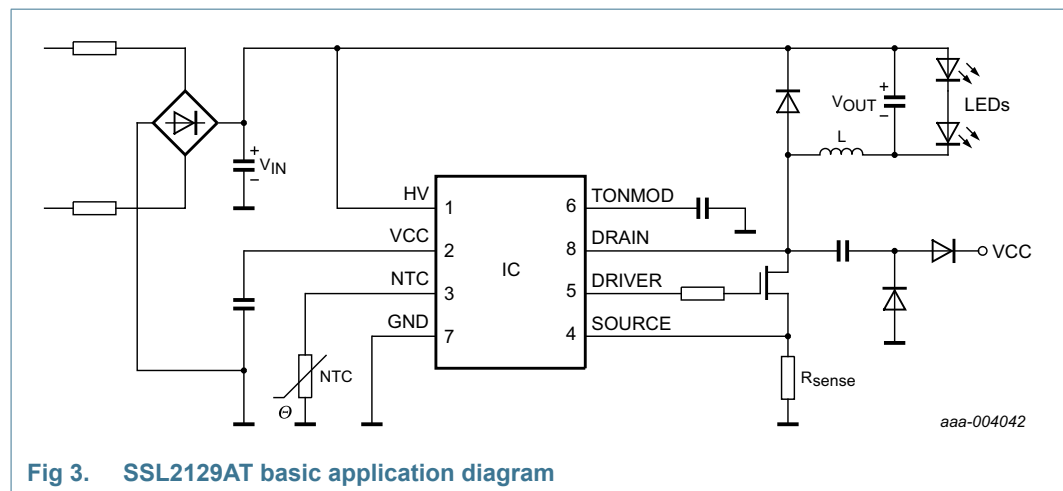 +
V_IN
−
+
V_OUT
−
LEDs
L
HV
1
6
TONMOD
VCC
2
8
DRAIN
IC
VCC
NTC
3
5
DRIVER
GND
7
4
SOURCE
NTC
Θ
R_sense
aaa-004042
Fig 3. SSL2129AT basic application diagram